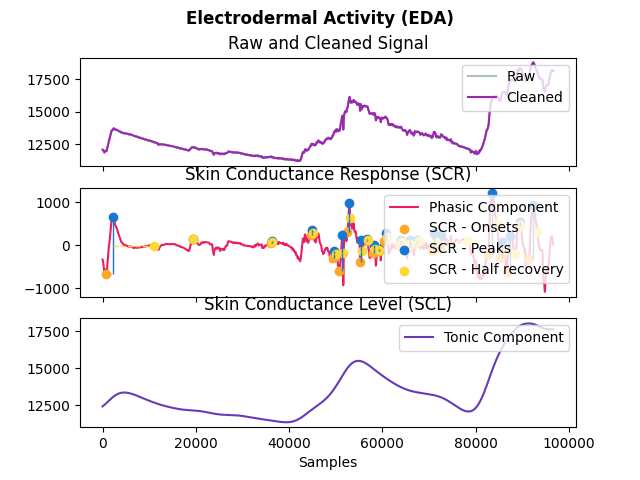 Electrodermal Activity (EDA)
Raw and Cleaned Signal
17500
15000
12500
Raw
Cleaned
Skin Conductance Response (SCR)
1000
0
−1000
Phasic Component
SCR - Onsets
SCR - Peaks
SCR - Half recovery
Skin Conductance Level (SCL)
17500
15000
12500
Tonic Component
0 20000 40000 60000 80000 100000
Samples